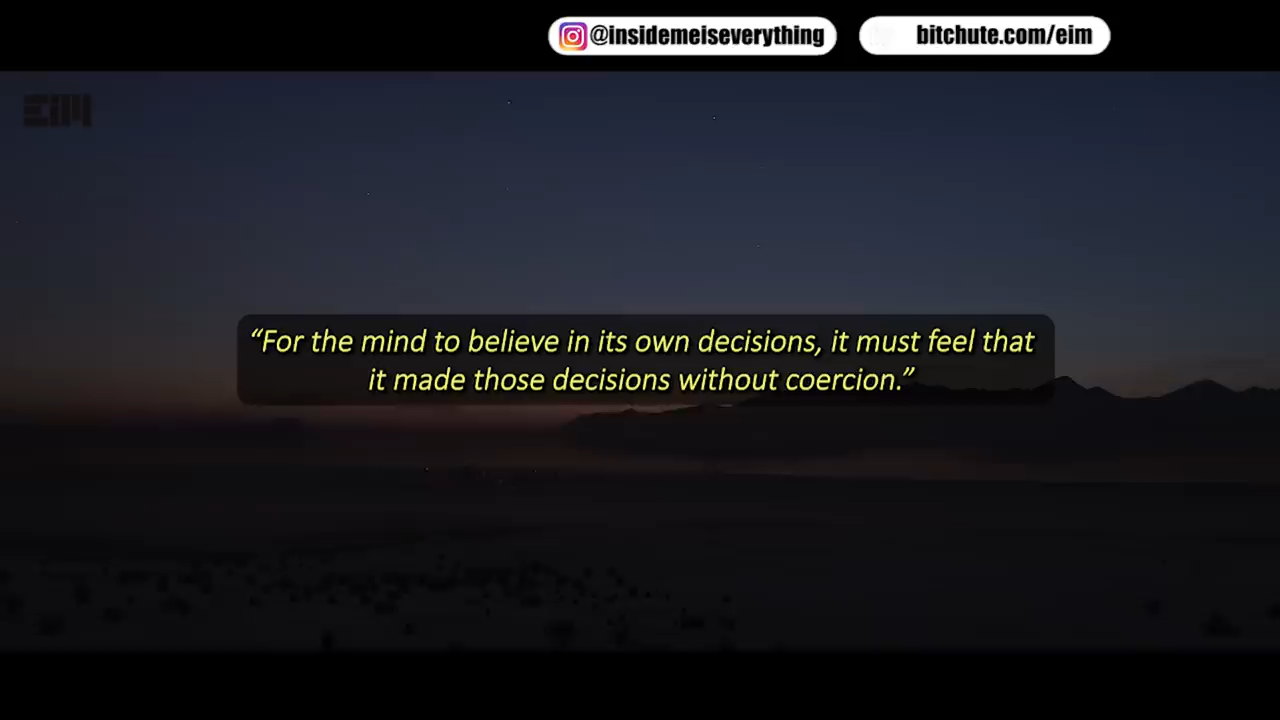 @insidemeiseverything
bitchute.com/eim
EiM
“For the mind to believe in its own decisions, it must feel that
it made those decisions without coercion.”